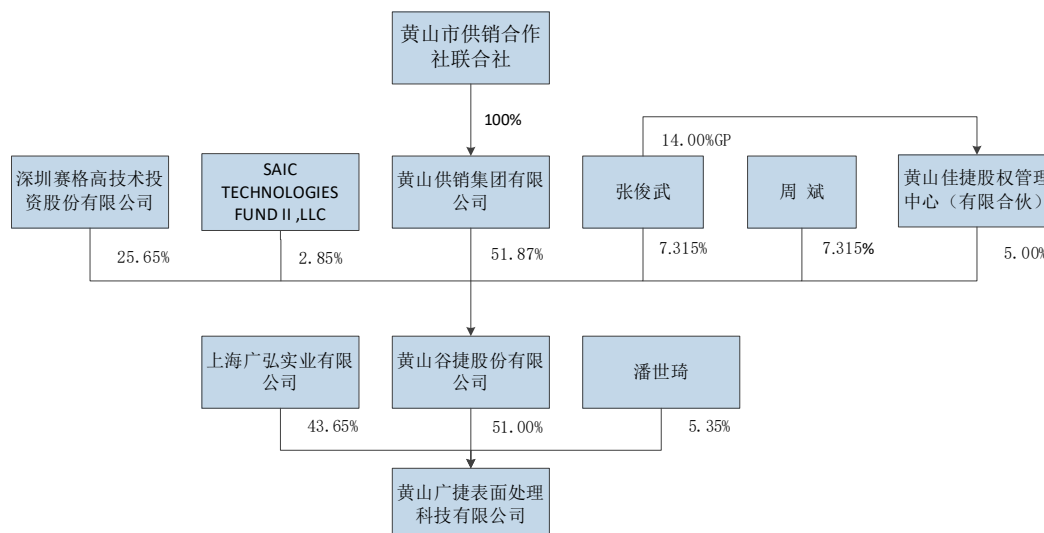 黄山市供销合作
社联合社
100%
14.00%GP
深圳赛格高技术投
资股份有限公司
SAIC
TECHNOLOGIES
FUND II ,LLC
黄山供销集团有限
公司
张俊武
周 斌
黄山佳捷股权管理
中心（有限合伙）
25.65%
2.85%
51.87%
7.315%
7.315%
5.00%
上海广弘实业有限
公司
黄山谷捷股份有限
公司
潘世琦
43.65%
51.00%
5.35%
黄山广捷表面处理
科技有限公司